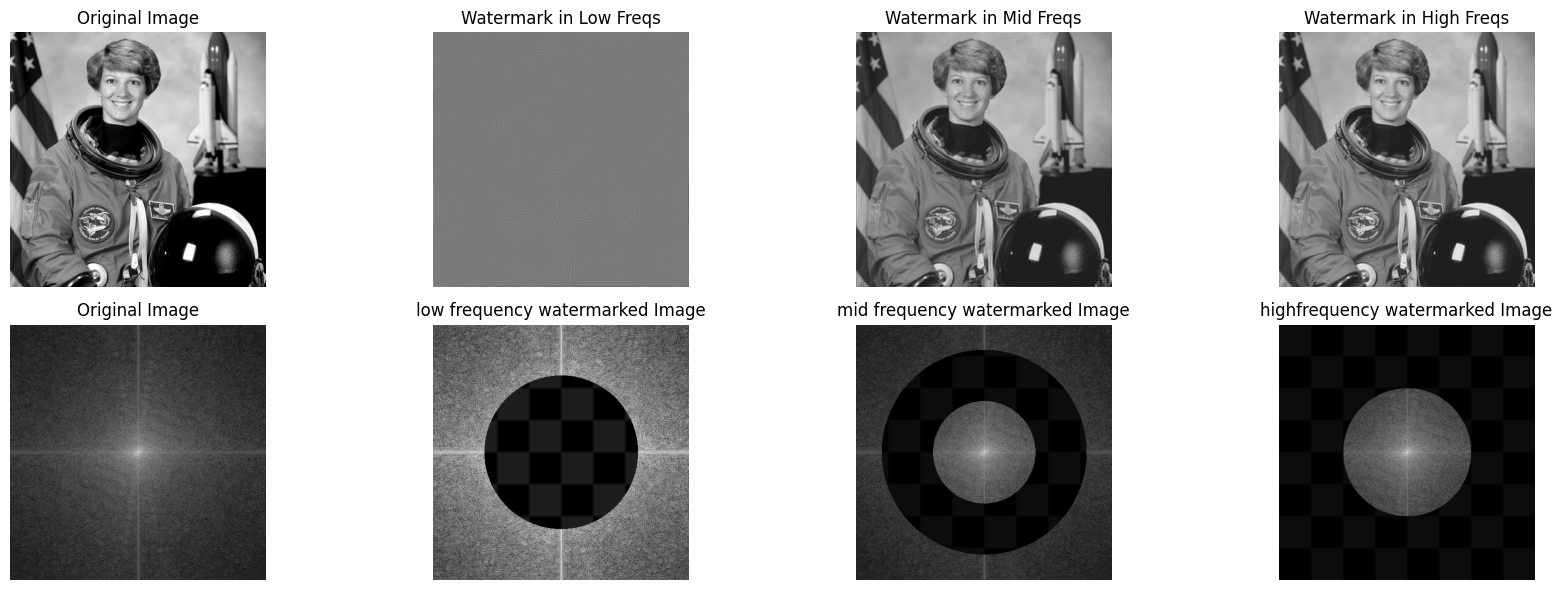 Original Image
Watermark in Low Freqs
Watermark in Mid Freqs
Watermark in High Freqs
Original Image
low frequency watermarked Image
mid frequency watermarked Image
highfrequency watermarked Image